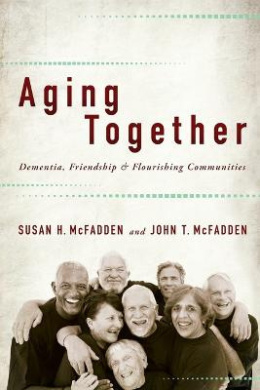 Aging
Together
Dementia, Friendship & Flourishing Communities
SUSAN H. McFADDEN and JOHN T. McFADDEN